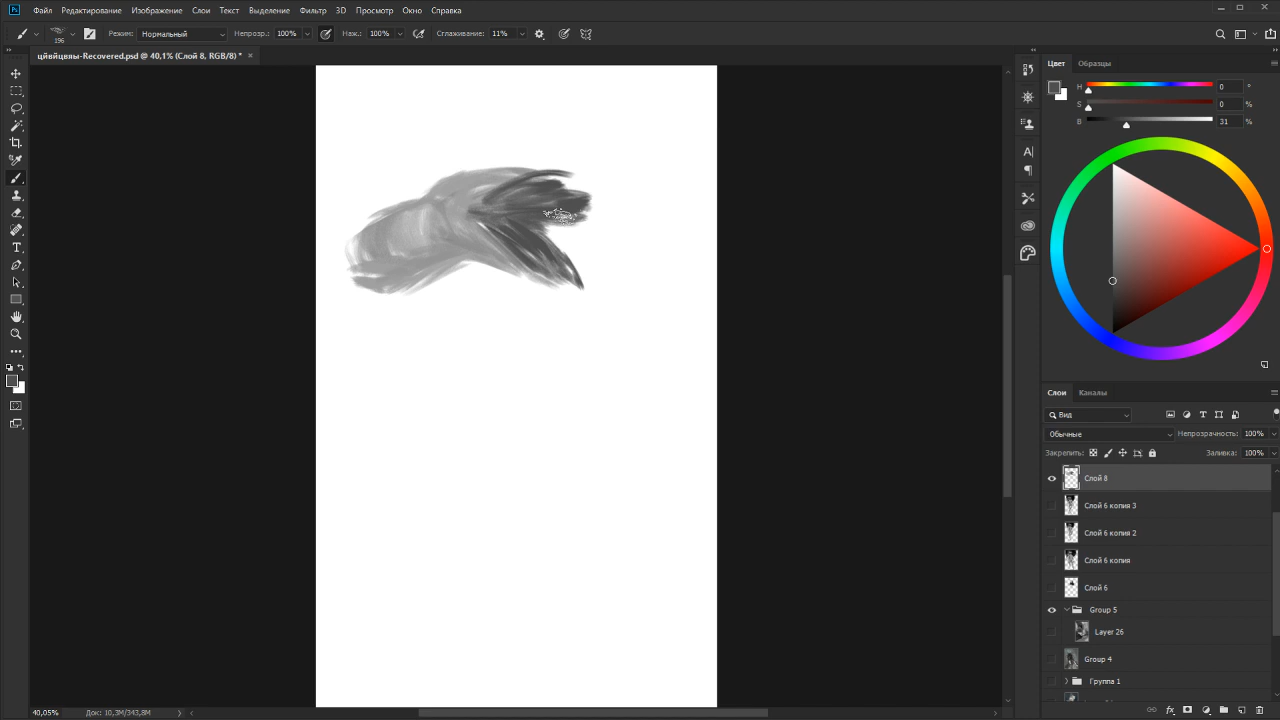 Ps Файл Редактирование Изображение Слои Текст Выделение Фильтр 3D Просмотр Окно Справка
196 Режим: Нормальный Непрозр.: 100% Наж.: 100% Сглаживание: 11%
цйвйцвяы-Recovered.psd @ 40,1% (Слой 8, RGB/8) * ×
Цвет Образцы
H 0 °
S 0 %
B 31 %
Слои Каналы
Вид
Обычные Непрозрачность: 100%
Закрепить: Заливка: 100%
Слой 8
Слой 6 копия 3
Слой 6 копия 2
Слой 6 копия
Слой 6
Group 5
Layer 26
Group 4
Группа 1
40,05% Док: 10,3M/343,8M